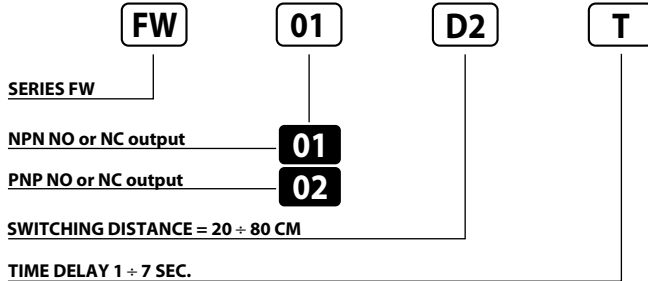 FW 01 D2 T
SERIES FW
NPN NO or NC output 01
PNP NO or NC output 02
SWITCHING DISTANCE = 20 ÷ 80 CM
TIME DELAY 1 ÷ 7 SEC.